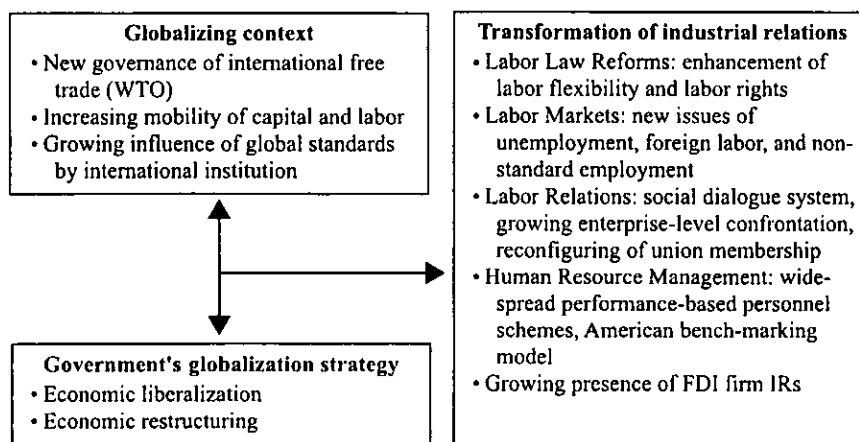 Globalizing context
• New governance of international free
trade (WTO)
• Increasing mobility of capital and labor
• Growing influence of global standards
by international institution
Government's globalization strategy
• Economic liberalization
• Economic restructuring
Transformation of industrial relations
• Labor Law Reforms: enhancement of
labor flexibility and labor rights
• Labor Markets: new issues of
unemployment, foreign labor, and non-
standard employment
• Labor Relations: social dialogue system,
growing enterprise-level confrontation,
reconfiguring of union membership
• Human Resource Management: wide-
spread performance-based personnel
schemes, American bench-marking
model
• Growing presence of FDI firm IRs